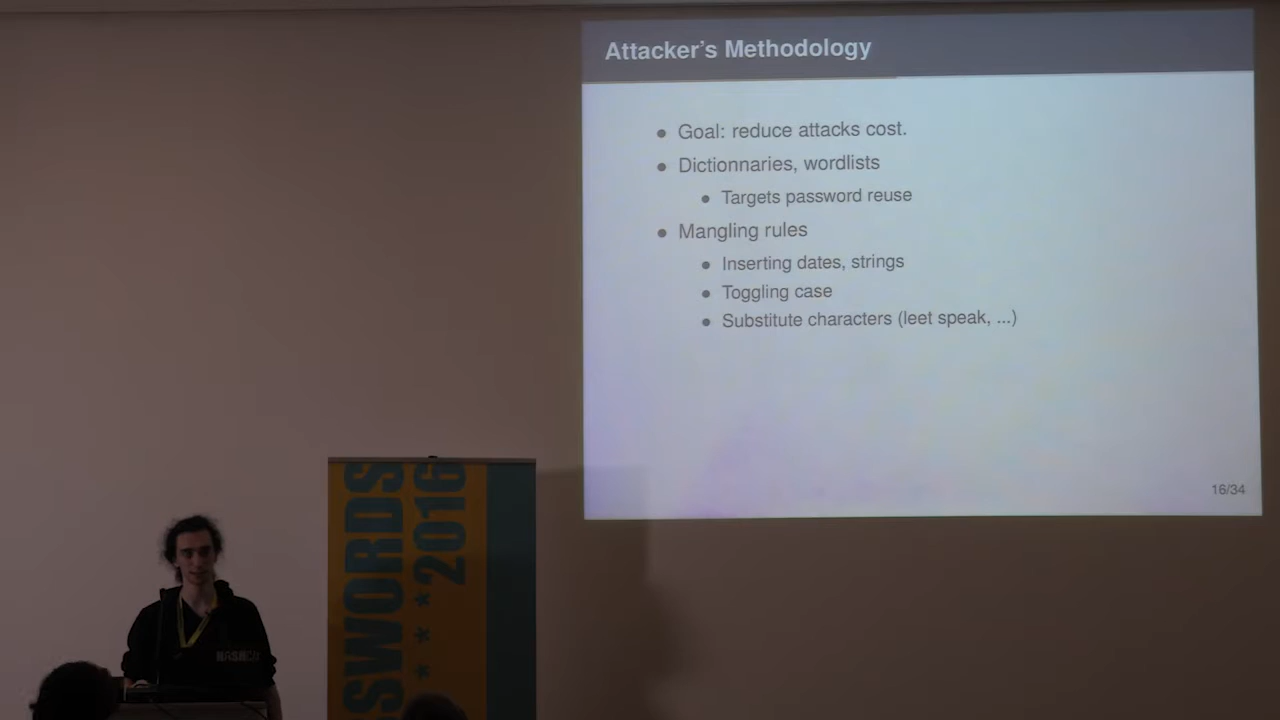 Attacker's Methodology
Goal: reduce attacks cost.
Dictionnaries, wordlists
Targets password reuse
Mangling rules
Inserting dates, strings
Toggling case
Substitute characters (leet speak, ...)
16/34
SWORDS
* * * 2016